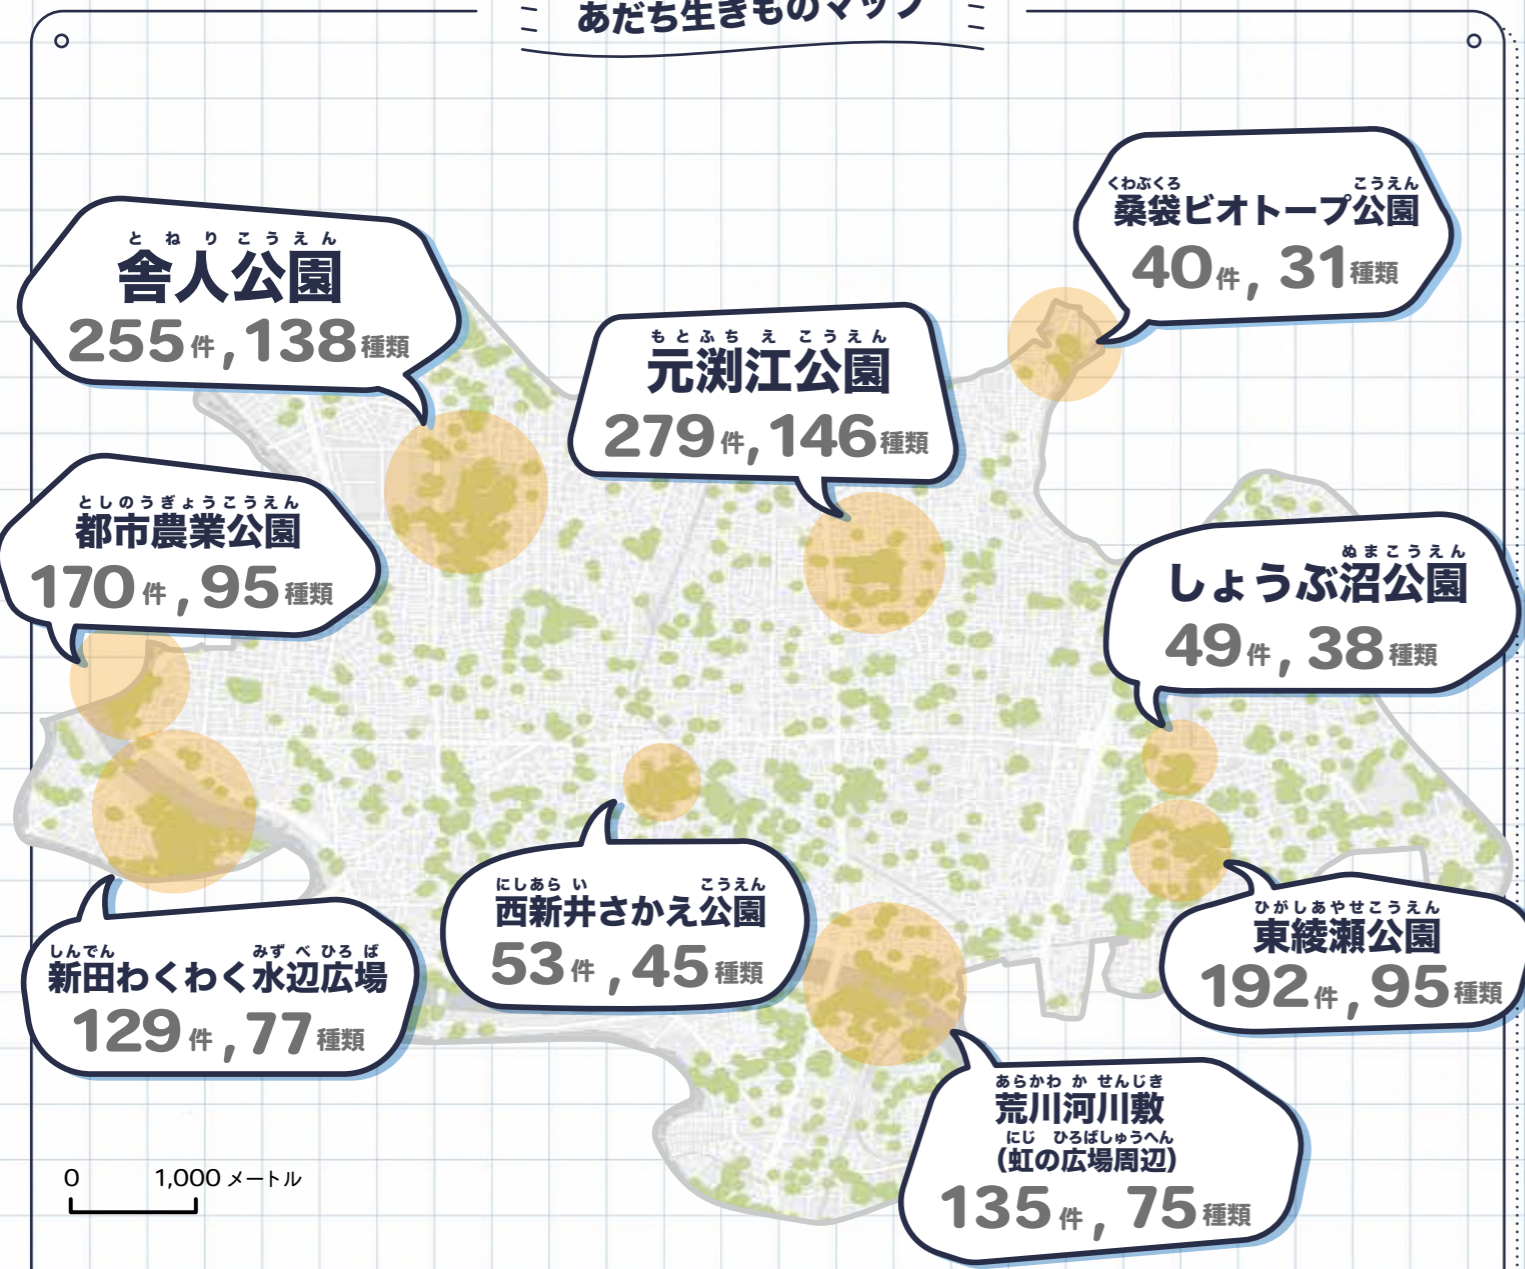 あだち生きものマップ
くわぶくろ こうえん
桑袋ビオトープ公園
40件, 31種類
とねりこうえん
舎人公園
255件, 138種類
もとふちえ こうえん
元渕江公園
279件, 146種類
としのうぎょうこうえん
都市農業公園
170件, 95種類
ぬまこうえん
しょうぶ沼公園
49件, 38種類
にしあらい こうえん
西新井さかえ公園
53件, 45種類
ひがしあやせこうえん
東綾瀬公園
192件, 95種類
しんでん みずべひろば
新田わくわく水辺広場
129件, 77種類
あらかわかせんじき
荒川河川敷
にじ ひろばしゅうへん
(虹の広場周辺)
135件, 75種類
0 1,000メートル